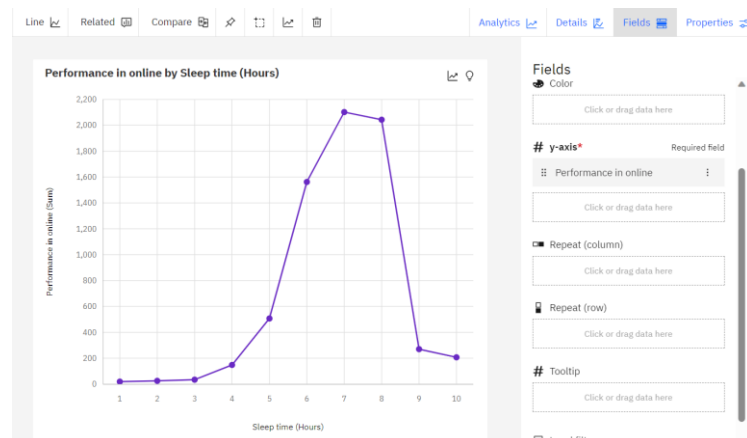 Line
Related
Compare
Analytics
Details
Fields
Properties
Performance in online by Sleep time (Hours)
2,200
2,000
1,800
1,600
1,400
1,200
1,000
800
600
400
200
0
Performance in online (Sum)
1 2 3 4 5 6 7 8 9 10
Sleep time (Hours)
Fields
Color
Click or drag data here
# y-axis* Required field
Performance in online
Click or drag data here
Repeat (column)
Click or drag data here
Repeat (row)
Click or drag data here
# Tooltip
Click or drag data here